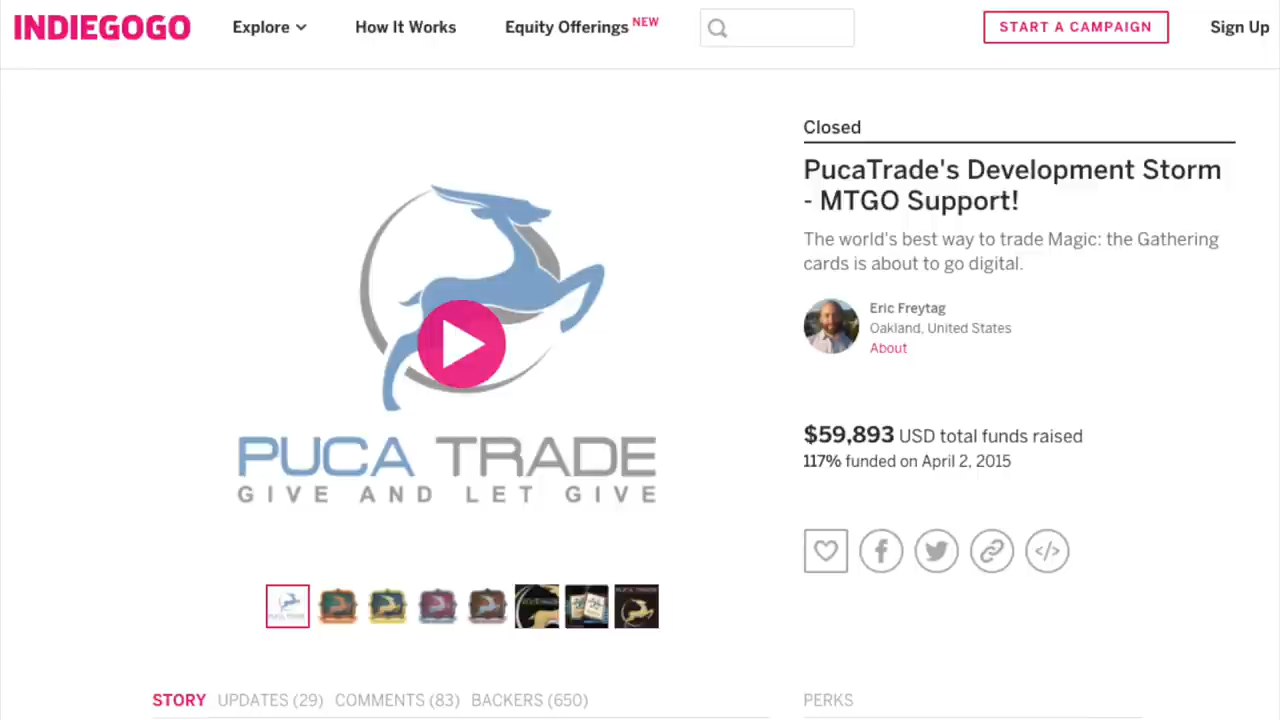 INDIEGOGO Explore How It Works Equity Offerings NEW START A CAMPAIGN Sign Up
Closed
PucaTrade's Development Storm
- MTGO Support!
The world's best way to trade Magic: the Gathering
cards is about to go digital.
Eric Freytag
Oakland, United States
About
$59,893 USD total funds raised
117% funded on April 2, 2015
PUCA TRADE
GIVE AND LET GIVE
STORY UPDATES (29) COMMENTS (83) BACKERS (650) PERKS